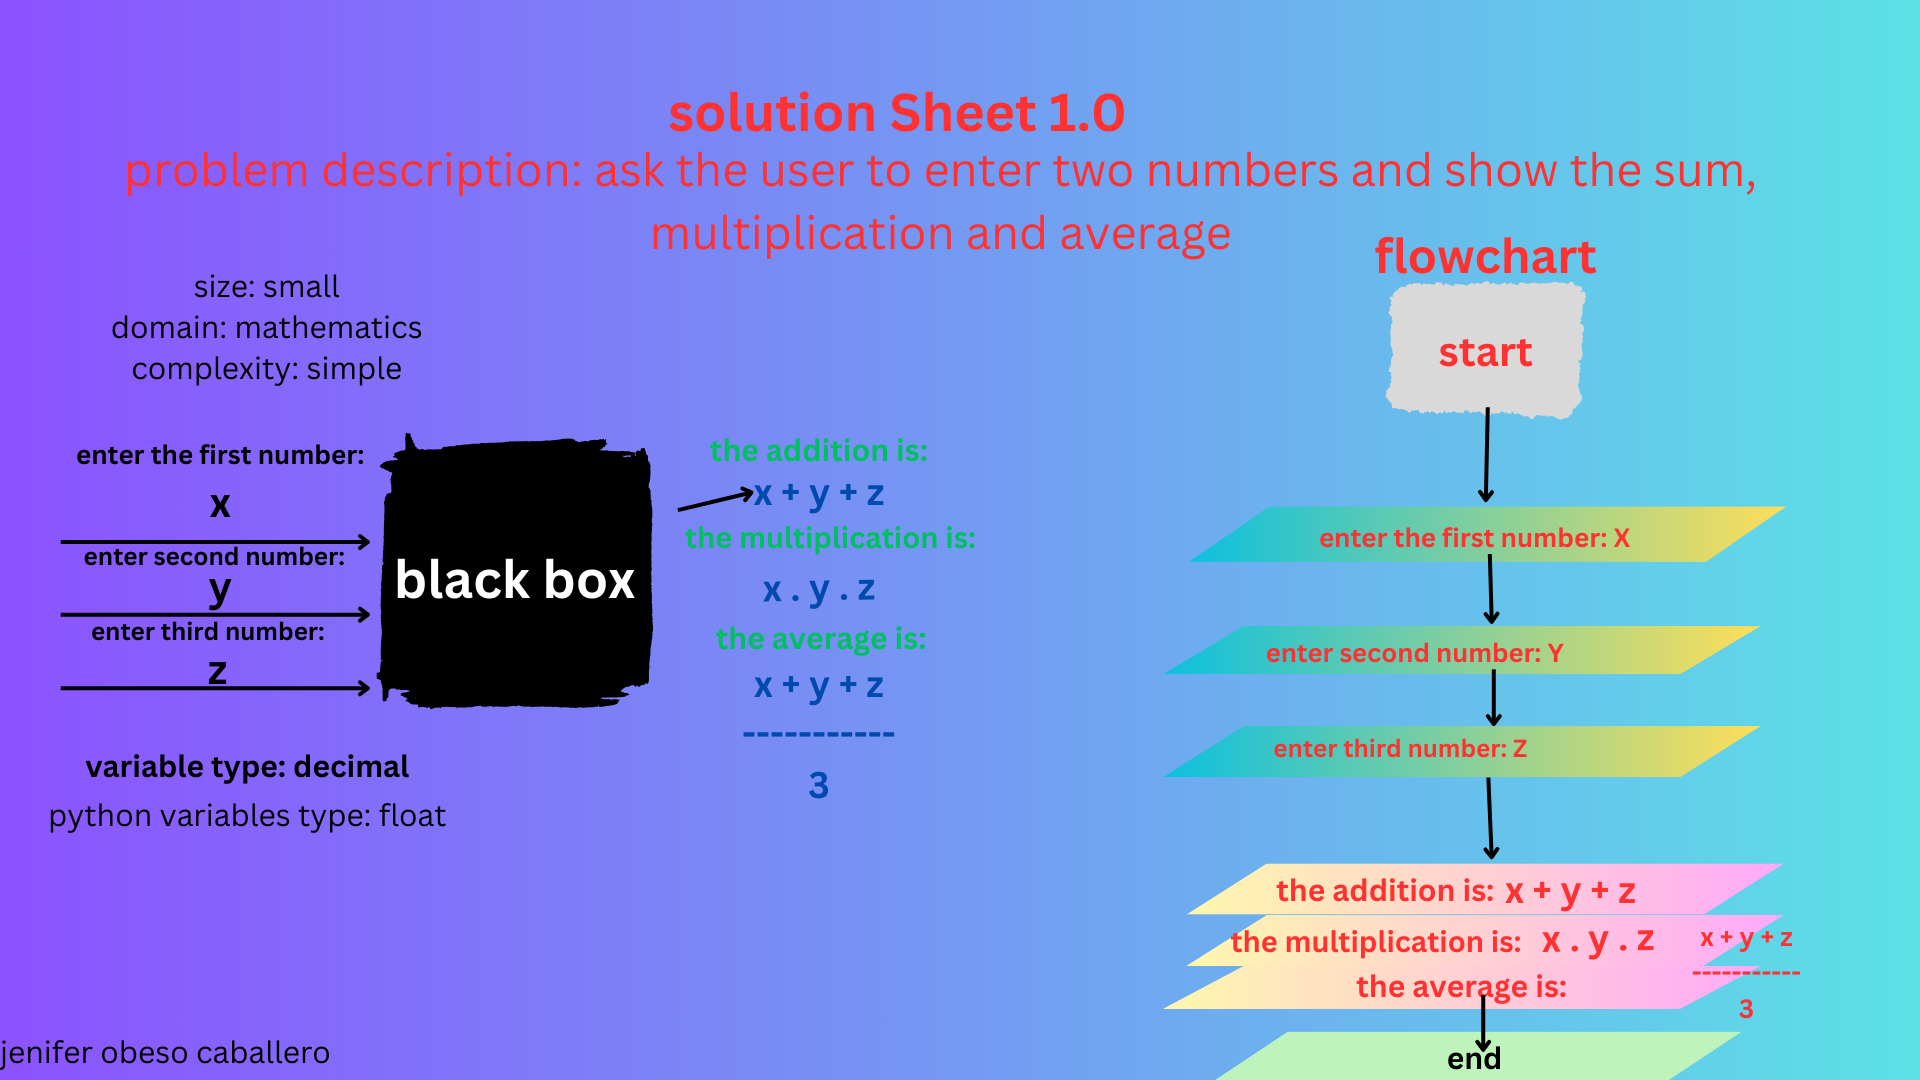 solution Sheet 1.0
problem description: ask the user to enter two numbers and show the sum,
multiplication and average
size: small
domain: mathematics
complexity: simple
enter the first number:
x
enter second number:
y
enter third number:
z
black box
the addition is:
x + y + z
the multiplication is:
x . y . z
the average is:
x + y + z
-----------
3
variable type: decimal
python variables type: float
jenifer obeso caballero
flowchart
start
enter the first number: X
enter second number: Y
enter third number: Z
the addition is: x + y + z
the multiplication is: x . y . z
the average is:
x + y + z
-----------
3
end